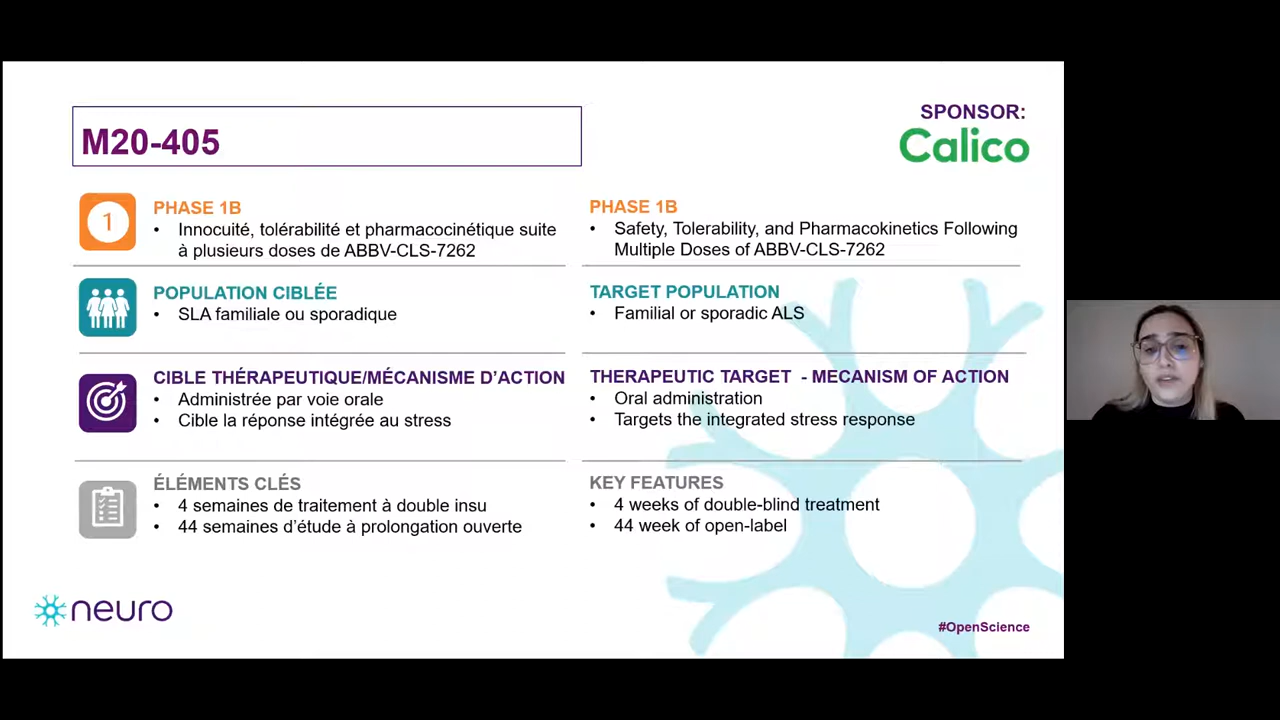 M20-405
SPONSOR:
Calico
1
PHASE 1B
• Innocuité, tolérabilité et pharmacocinétique suite
à plusieurs doses de ABBV-CLS-7262
PHASE 1B
• Safety, Tolerability, and Pharmacokinetics Following
Multiple Doses of ABBV-CLS-7262
POPULATION CIBLÉE
• SLA familiale ou sporadique
TARGET POPULATION
• Familial or sporadic ALS
CIBLE THÉRAPEUTIQUE/MÉCANISME D’ACTION
• Administrée par voie orale
• Cible la réponse intégrée au stress
THERAPEUTIC TARGET - MECANISM OF ACTION
• Oral administration
• Targets the integrated stress response
ÉLÉMENTS CLÉS
• 4 semaines de traitement à double insu
• 44 semaines d’étude à prolongation ouverte
KEY FEATURES
• 4 weeks of double-blind treatment
• 44 week of open-label
neuro
#OpenScience